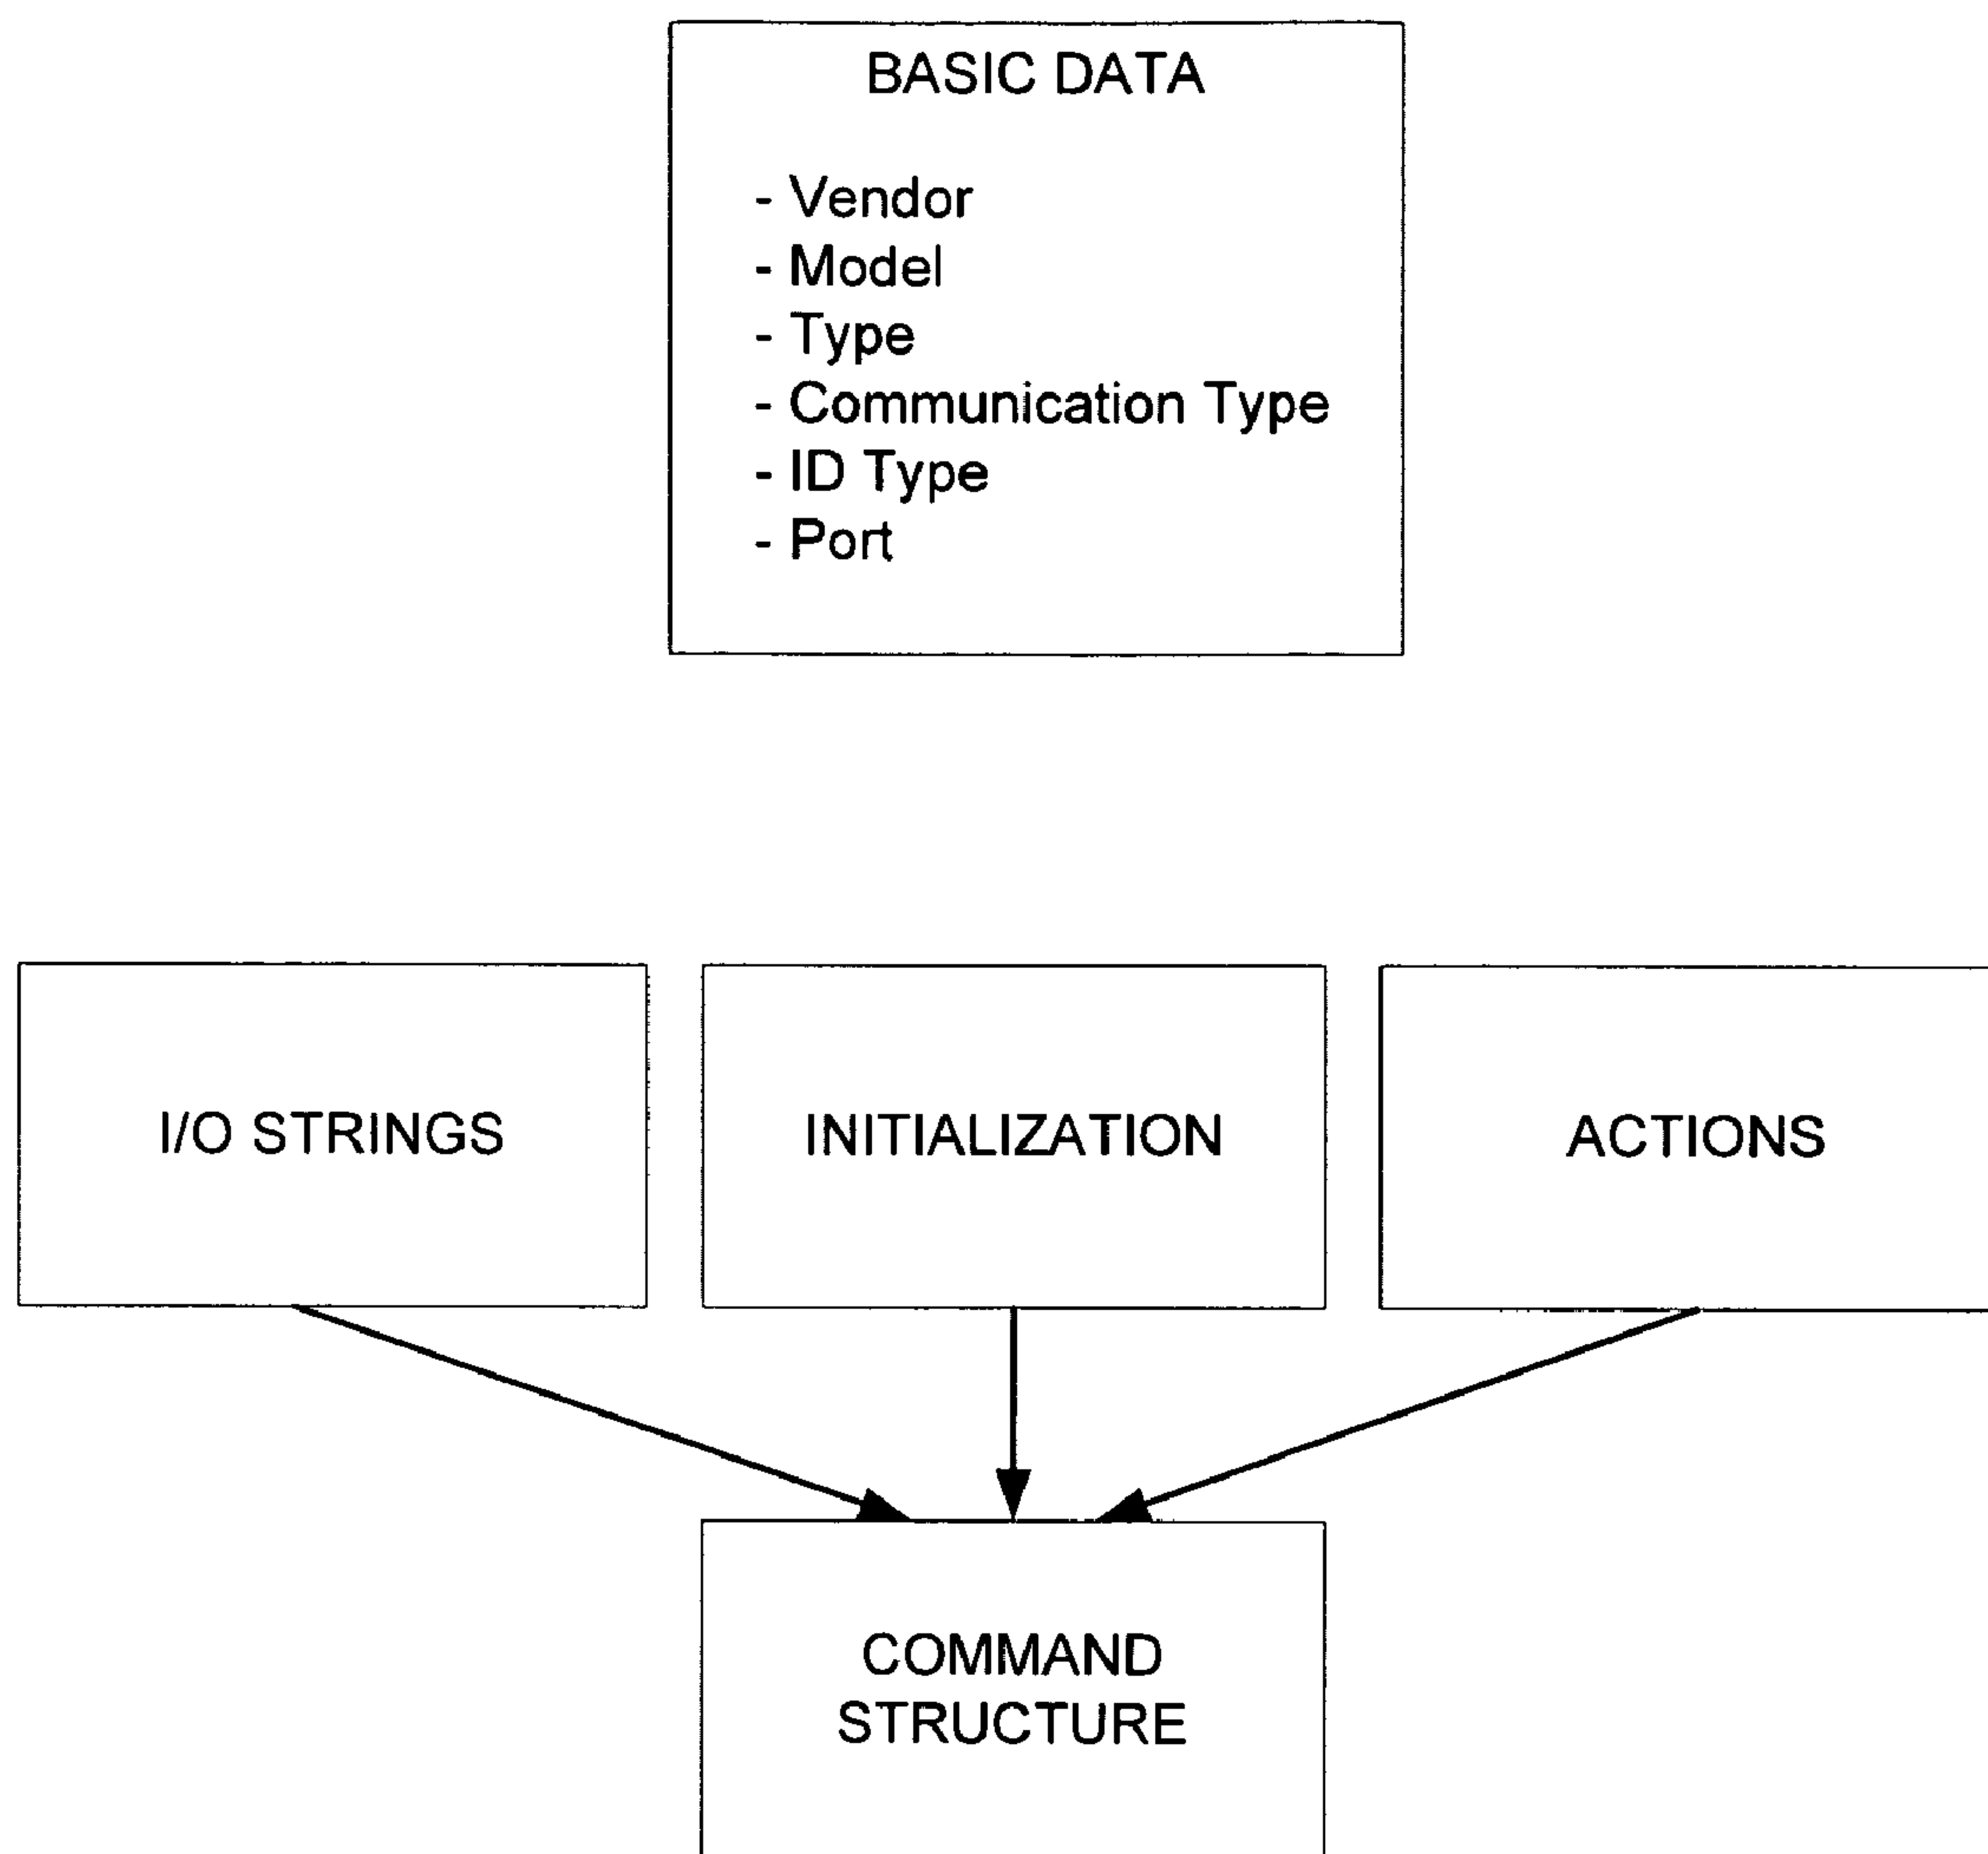 BASIC DATA
- Vendor
- Model
- Type
- Communication Type
- ID Type
- Port
I/O STRINGS
INITIALIZATION
ACTIONS
COMMAND
STRUCTURE